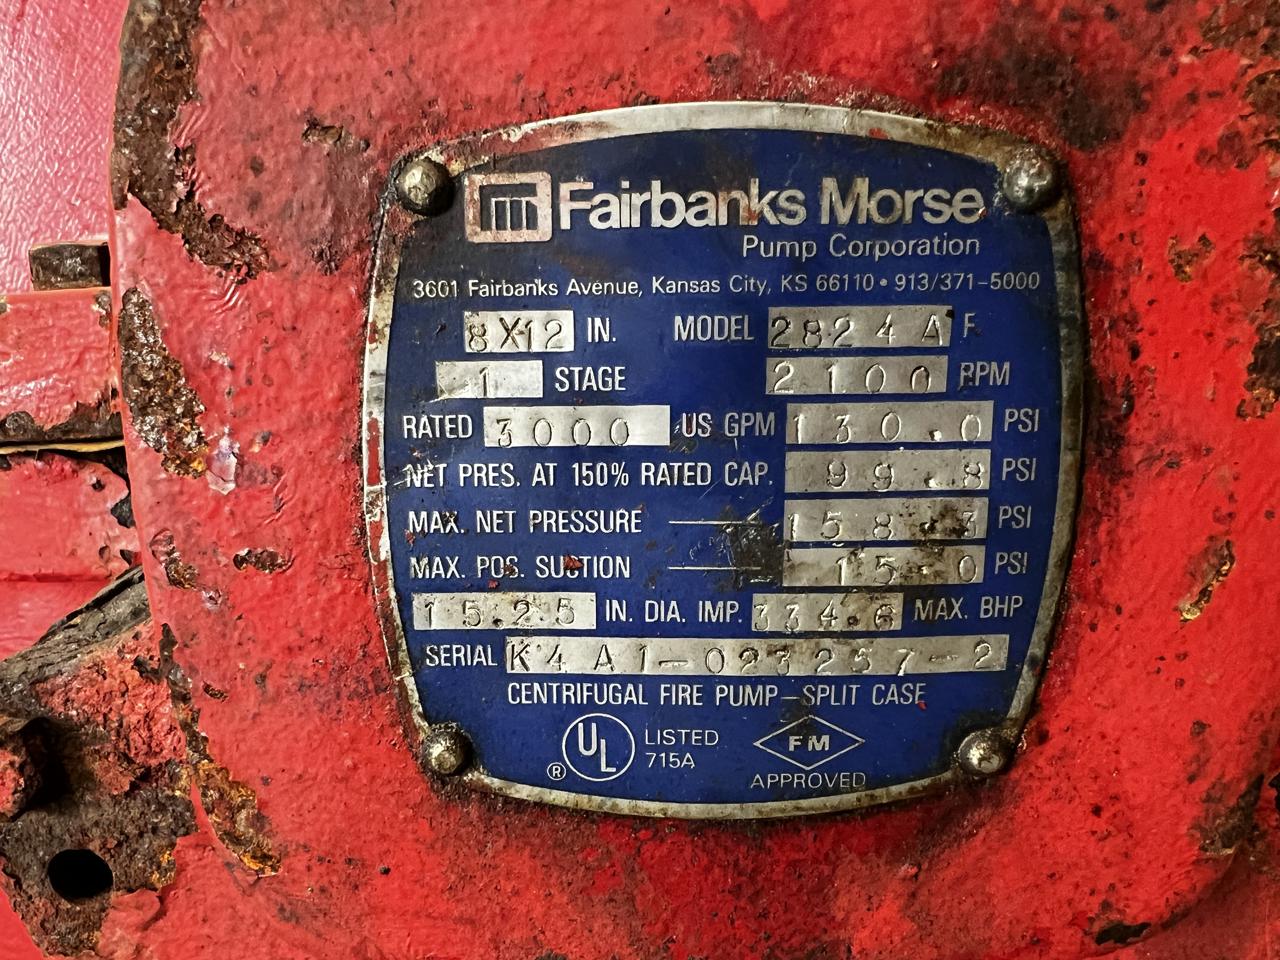 fm Fairbanks Morse
Pump Corporation
3601 Fairbanks Avenue, Kansas City, KS 66110 • 913/371-5000
8X12 IN. MODEL 2824A F
1 STAGE 2100 RPM
RATED 3000 US GPM 130.0 PSI
NET PRES. AT 150% RATED CAP. 99.8 PSI
MAX. NET PRESSURE 158.3 PSI
MAX. POS. SUCTION 15.0 PSI
15.25 IN. DIA. IMP. 334.6 MAX. BHP
SERIAL K4A1-023257-2
CENTRIFUGAL FIRE PUMP—SPLIT CASE
UL ® LISTED
715A
FM
APPROVED